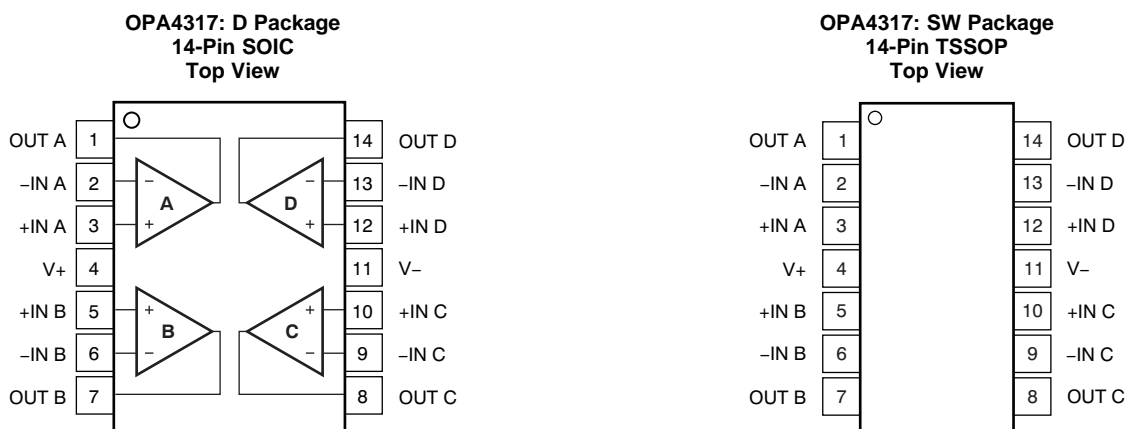 OPA4317: D Package
14-Pin SOIC
Top View
OUT A 1 14 OUT D
−IN A 2 − − 13 −IN D
A D
+IN A 3 + + 12 +IN D
V+ 4 11 V−
+IN B 5 + + 10 +IN C
B C
−IN B 6 − − 9 −IN C
OUT B 7 8 OUT C
OPA4317: SW Package
14-Pin TSSOP
Top View
OUT A 1 14 OUT D
−IN A 2 13 −IN D
+IN A 3 12 +IN D
V+ 4 11 V−
+IN B 5 10 +IN C
−IN B 6 9 −IN C
OUT B 7 8 OUT C